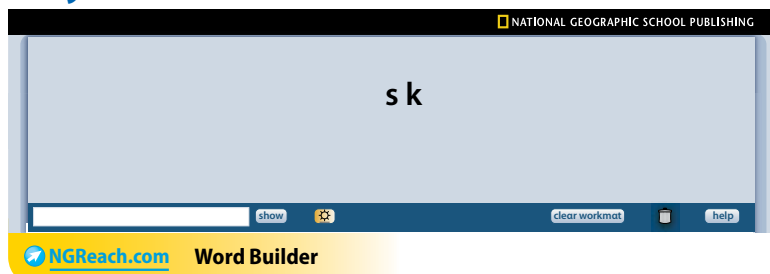 NATIONAL GEOGRAPHIC SCHOOL PUBLISHING
s k
show clear workmat help
NGReach.com Word Builder